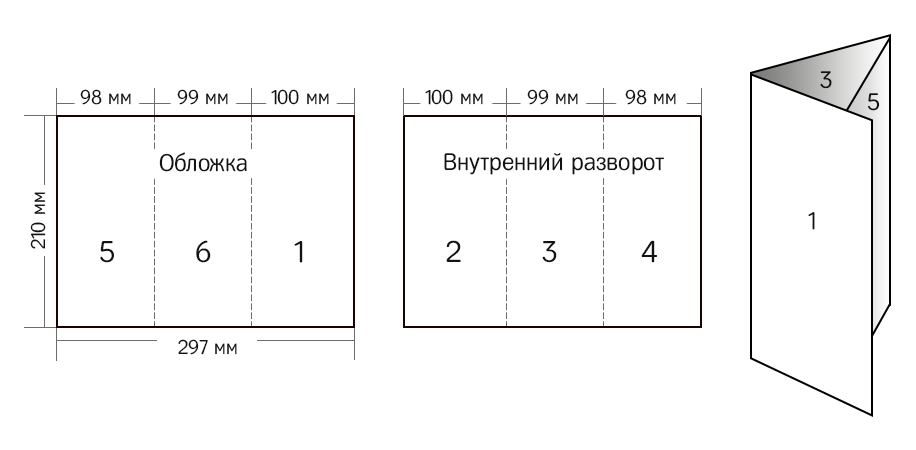 98 мм 99 мм 100 мм
Обложка
210 мм
5 6 1
297 мм
100 мм 99 мм 98 мм
Внутренний разворот
2 3 4
3
5
1